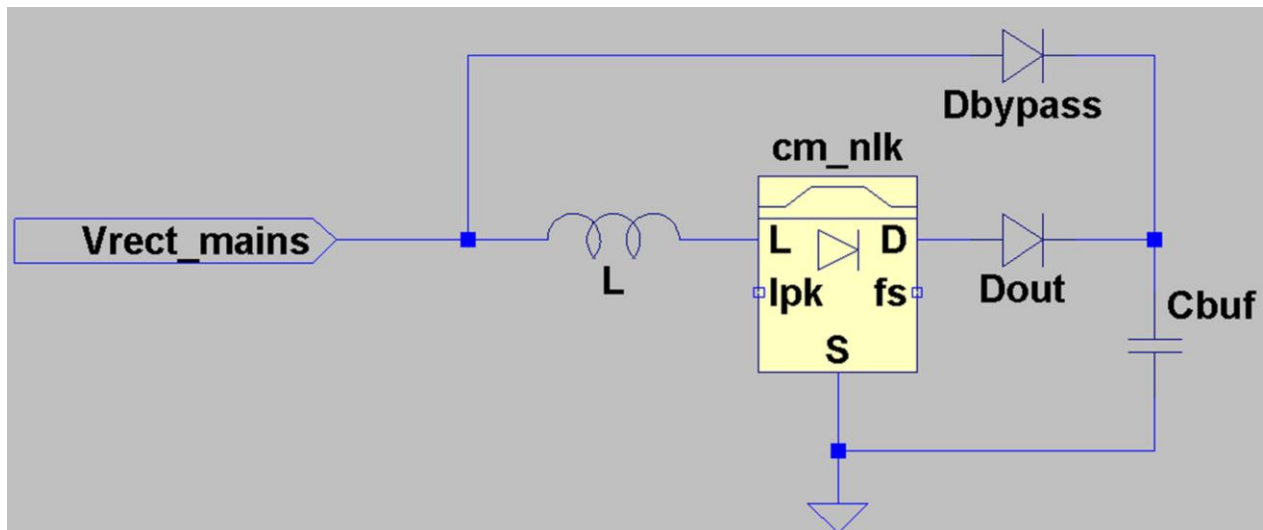 Dbypass
cm_nlk
Vrect_mains
L
L D
Dout
Ipk fs
Cbuf
S